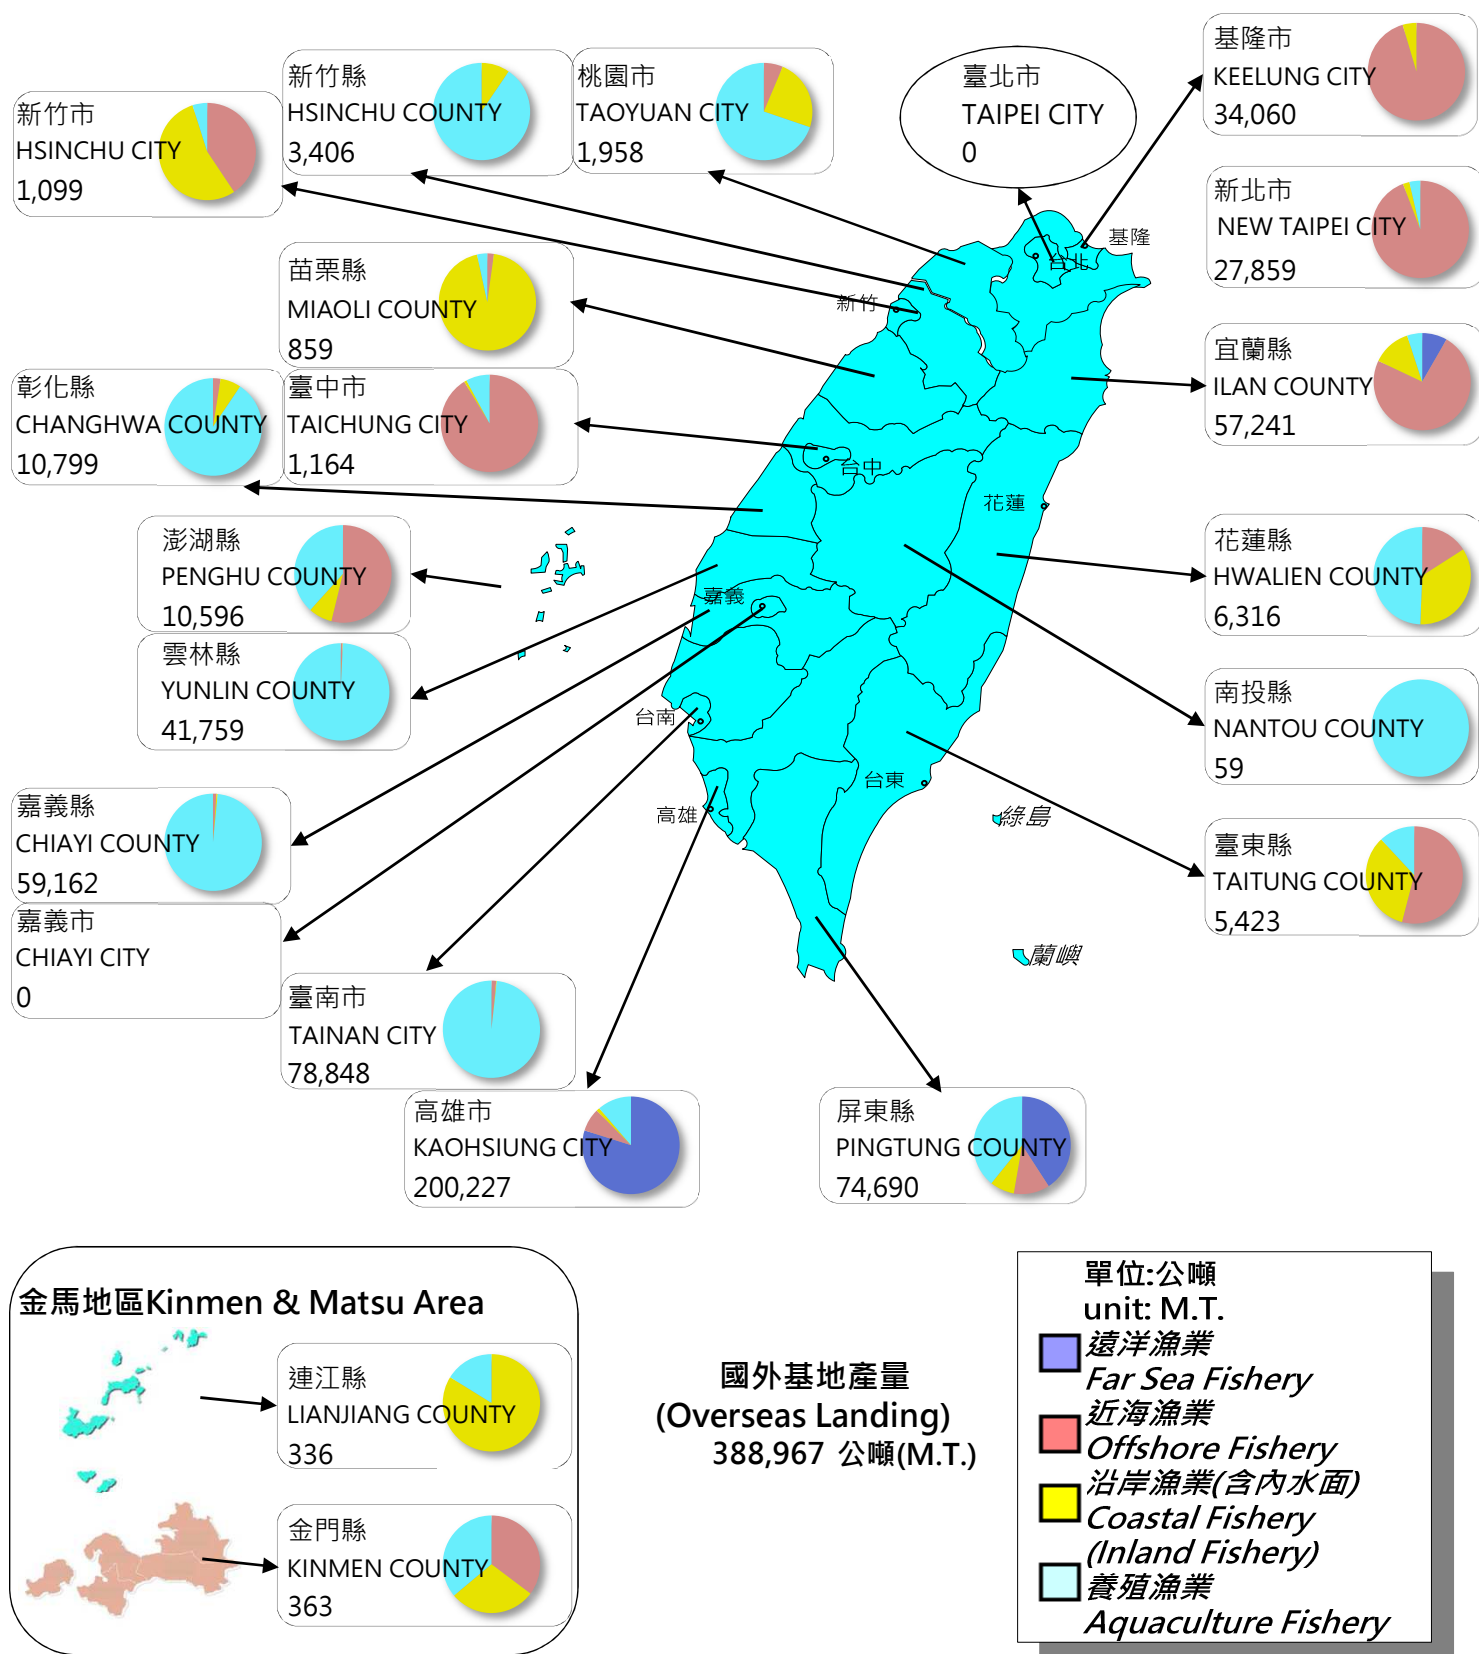 基隆市
KEELUNG CITY
34,060
新竹縣
HSINCHU COUNTY
3,406
桃園市
TAOYUAN CITY
1,958
臺北市
TAIPEI CITY
0
新竹市
HSINCHU CITY
1,099
新北市
NEW TAIPEI CITY
27,859
基隆
台北
新竹
苗栗縣
MIAOLI COUNTY
859
宜蘭縣
ILAN COUNTY
57,241
彰化縣
CHANGHWA COUNTY
10,799
臺中市
TAICHUNG CITY
1,164
台中
花蓮
澎湖縣
PENGHU COUNTY
10,596
花蓮縣
HWALIEN COUNTY
6,316
嘉義
雲林縣
YUNLIN COUNTY
41,759
台南
南投縣
NANTOU COUNTY
59
台東
嘉義縣
CHIAYI COUNTY
59,162
高雄
綠島
臺東縣
TAITUNG COUNTY
5,423
嘉義市
CHIAYI CITY
0
蘭嶼
臺南市
TAINAN CITY
78,848
高雄市
KAOHSIUNG CITY
200,227
屏東縣
PINGTUNG COUNTY
74,690
金馬地區Kinmen & Matsu Area
連江縣
LIANJIANG COUNTY
336
金門縣
KINMEN COUNTY
363
國外基地產量
(Overseas Landing)
388,967 公噸(M.T.)
單位:公噸
unit: M.T.
遠洋漁業
Far Sea Fishery
近海漁業
Offshore Fishery
沿岸漁業(含內水面)
Coastal Fishery
(Inland Fishery)
養殖漁業
Aquaculture Fishery